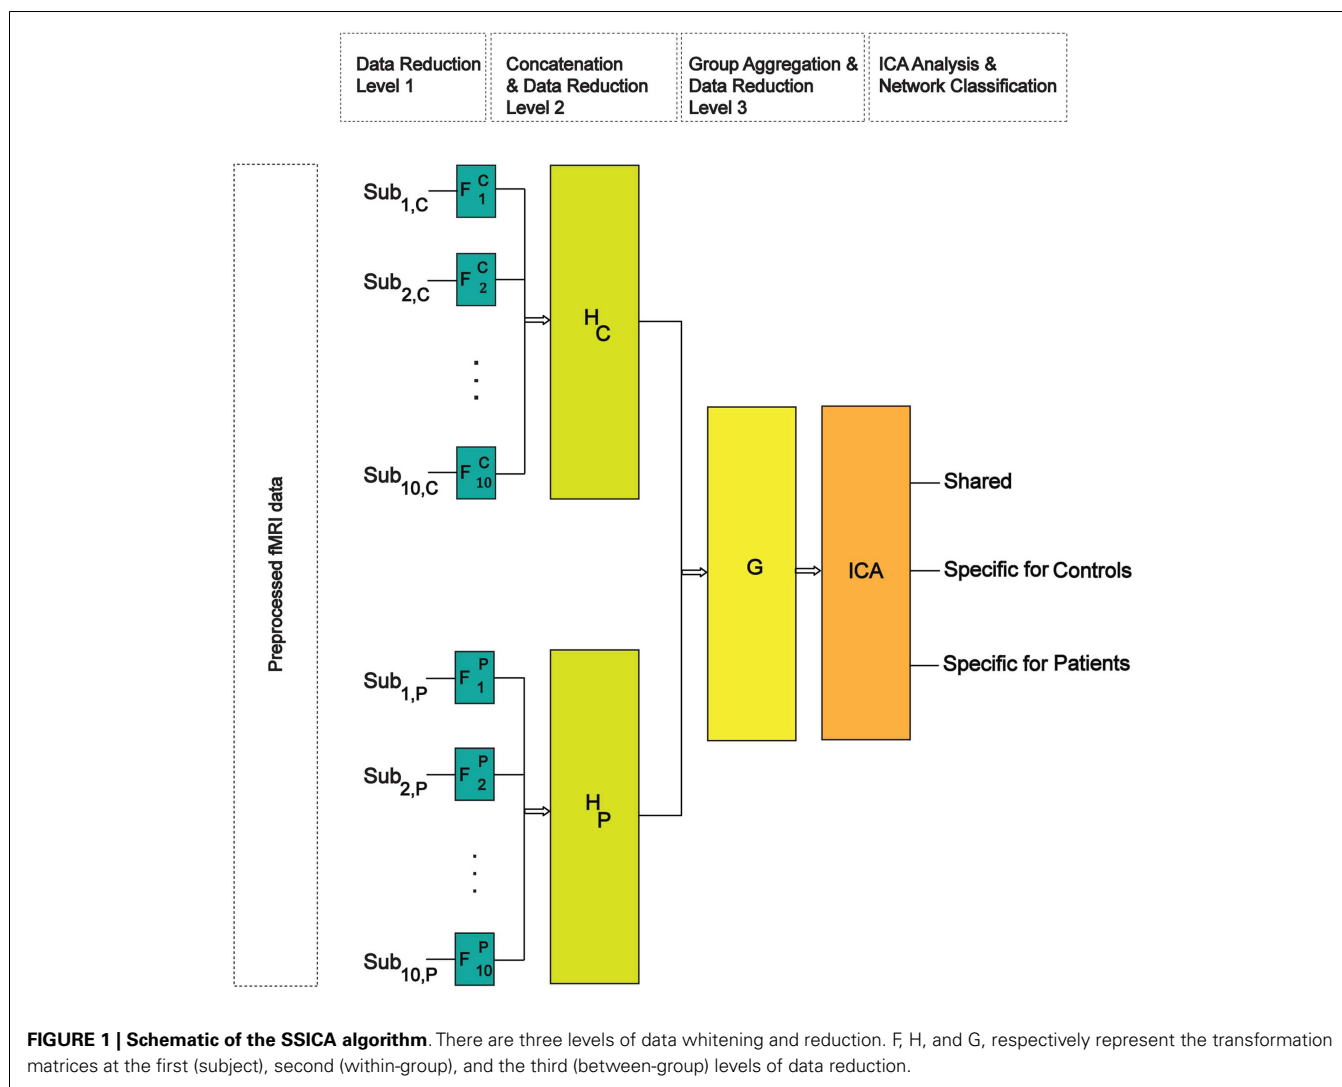 Data Reduction
Level 1
Concatenation
& Data Reduction
Level 2
Group Aggregation &
Data Reduction
Level 3
ICA Analysis &
Network Classification
Preprocessed fMRI data
Sub1,C
F C 1
Sub2,C
F C 2
Sub10,C
F C 10
HC
Sub1,P
F P 1
Sub2,P
F P 2
Sub10,P
F P 10
HP
G
ICA
Shared
Specific for Controls
Specific for Patients
FIGURE 1 | Schematic of the SSICA algorithm. There are three levels of data whitening and reduction. F, H, and G, respectively represent the transformation
matrices at the first (subject), second (within-group), and the third (between-group) levels of data reduction.